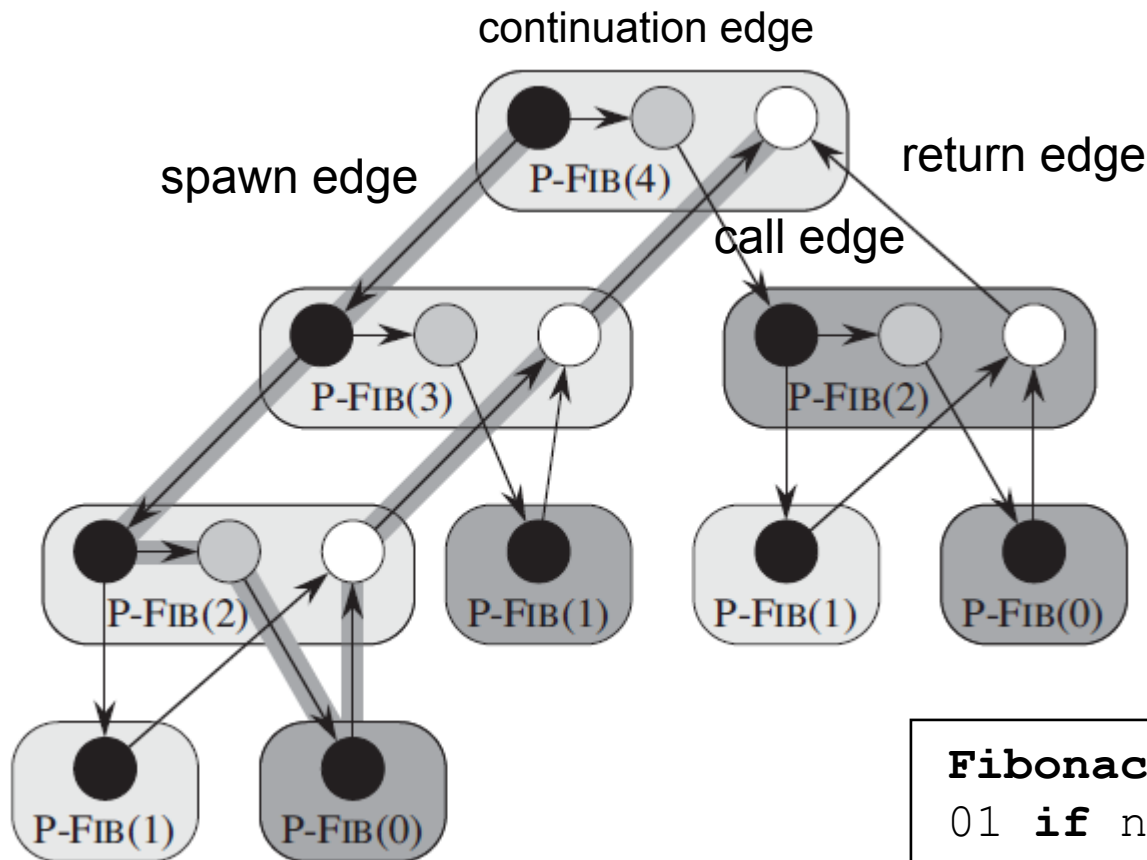 continuation edge
spawn edge
P-FIB(4)
return edge
call edge
P-FIB(3)
P-FIB(2)
P-FIB(2)
P-FIB(1)
P-FIB(1)
P-FIB(0)
P-FIB(1)
P-FIB(0)
Fibonac
01 if n